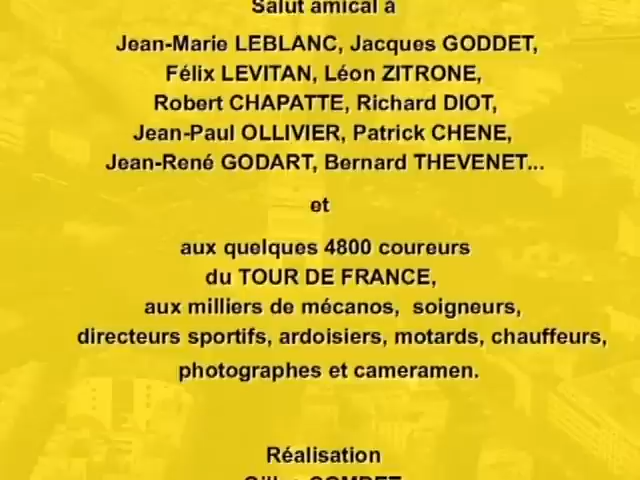 Salut amical à
Jean-Marie LEBLANC, Jacques GODDET,
Félix LEVITAN, Léon ZITRONE,
Robert CHAPATTE, Richard DIOT,
Jean-Paul OLLIVIER, Patrick CHENE,
Jean-René GODART, Bernard THEVENET...
et
aux quelques 4800 coureurs
du TOUR DE FRANCE,
aux milliers de mécanos, soigneurs,
directeurs sportifs, ardoisiers, motards, chauffeurs,
photographes et cameramen.
Réalisation